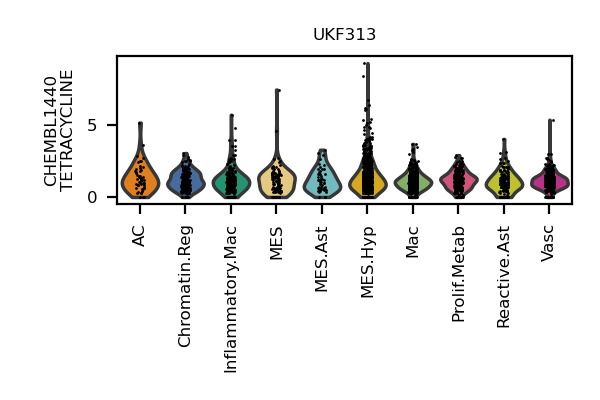 UKF313
CHEMBL1440
TETRACYCLINE
5
0
AC
Chromatin.Reg
Inflammatory.Mac
MES
MES.Ast
MES.Hyp
Mac
Prolif.Metab
Reactive.Ast
Vasc